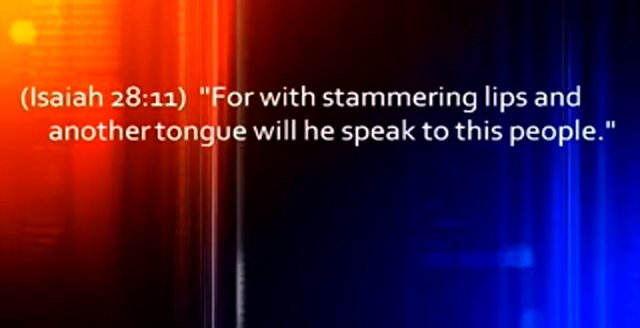 (Isaiah 28:11) "For with stammering lips and
another tongue will he speak to this people."